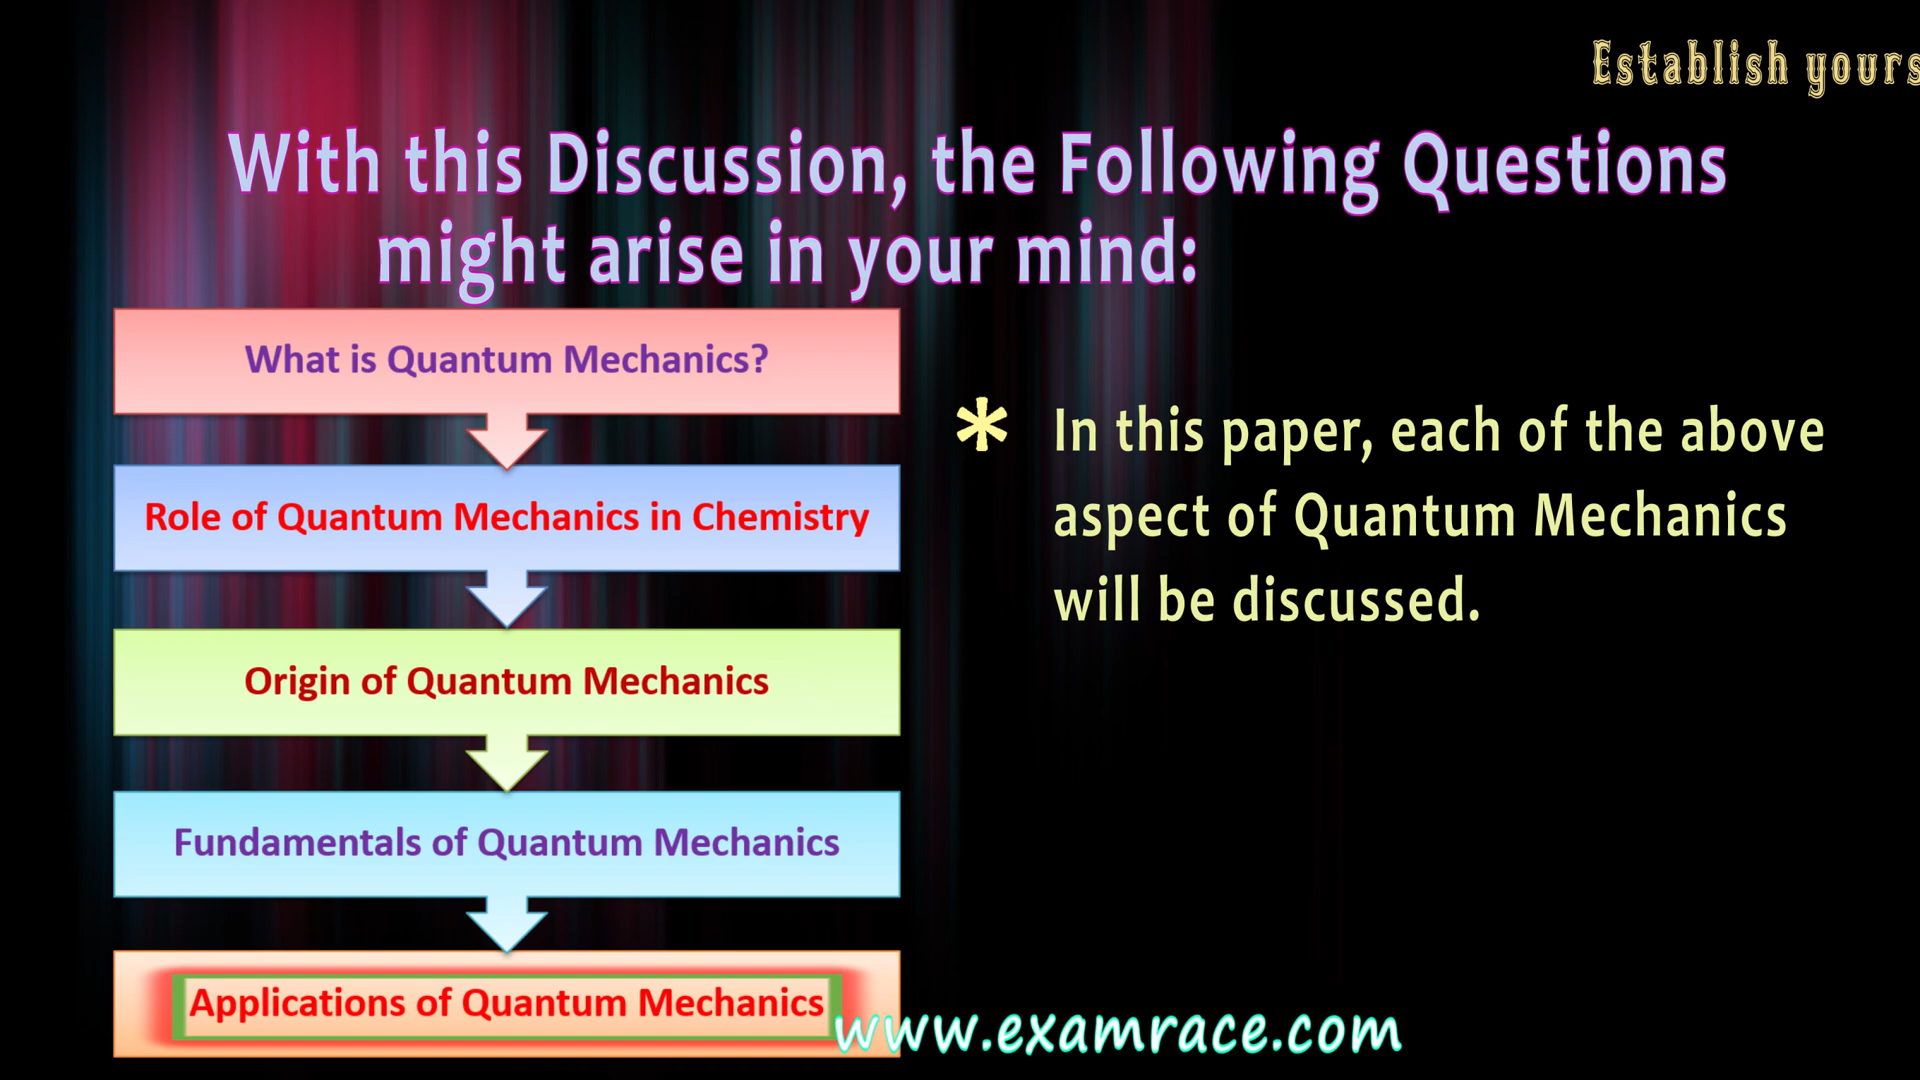 Establish yours
With this Discussion, the Following Questions
might arise in your mind:
What is Quantum Mechanics?
Role of Quantum Mechanics in Chemistry
Origin of Quantum Mechanics
Fundamentals of Quantum Mechanics
Applications of Quantum Mechanics
* In this paper, each of the above
aspect of Quantum Mechanics
will be discussed.
www.examrace.com